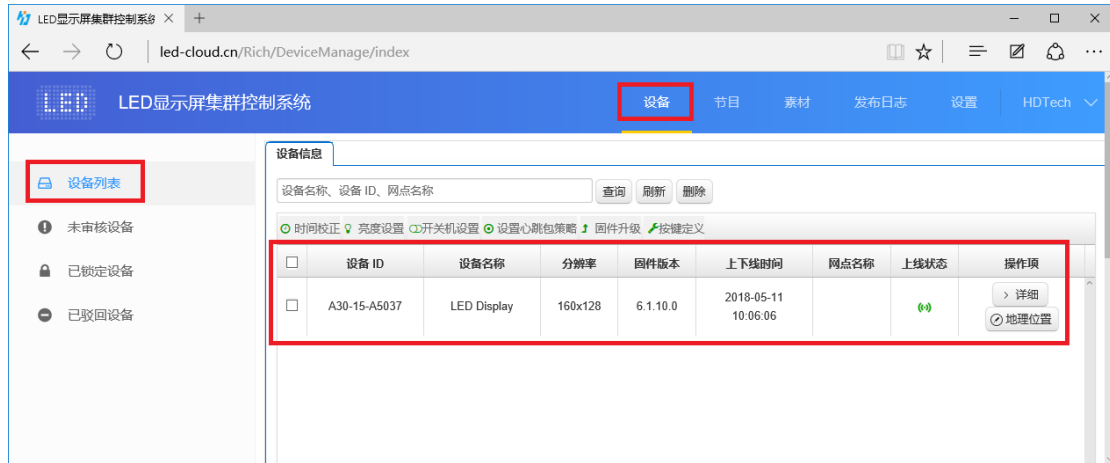 LED显示屏集群控制系统
led-cloud.cn/Rich/DeviceManage/index
LED LED显示屏集群控制系统 设备 节目 素材 发布日志 设置 HDTech
设备列表
未审核设备
已锁定设备
已驳回设备
设备信息
设备名称、设备 ID、网点名称 查询 刷新 删除
时间校正 亮度设置 开关机设置 设置心跳包策略 固件升级 按键定义
设备 ID 设备名称 分辨率 固件版本 上下线时间 网点名称 上线状态 操作项
A30-15-A5037 LED Display 160x128 6.1.10.0 2018-05-11 10:06:06 > 详细
地理位置